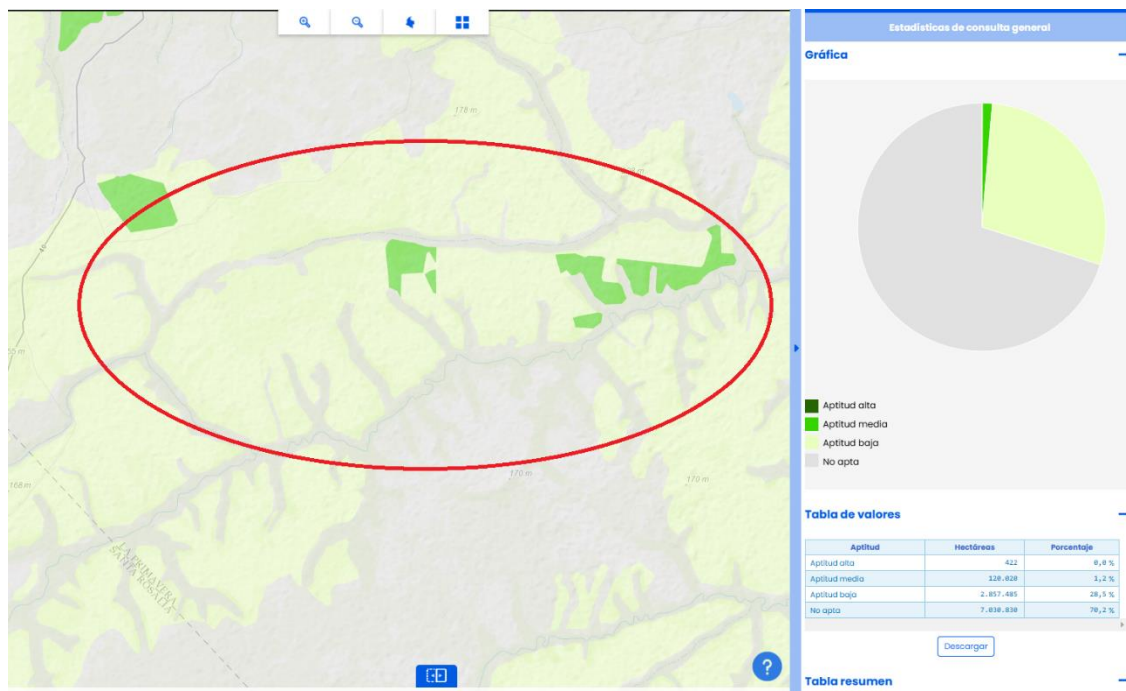 178 m
170 m
170 m
168 m
LA PRIMAVERA
SANTA ROSALÍA
?
Estadísticas de consulta general
Gráfica
Aptitud alta
Aptitud media
Aptitud baja
No apta
Tabla de valores
Aptitud Hectáreas Porcentaje
Aptitud alta 422 0,0 %
Aptitud media 120.020 1,2 %
Aptitud baja 2.857.485 28,5 %
No apta 7.030.830 70,2 %
Descargar
Tabla resumen